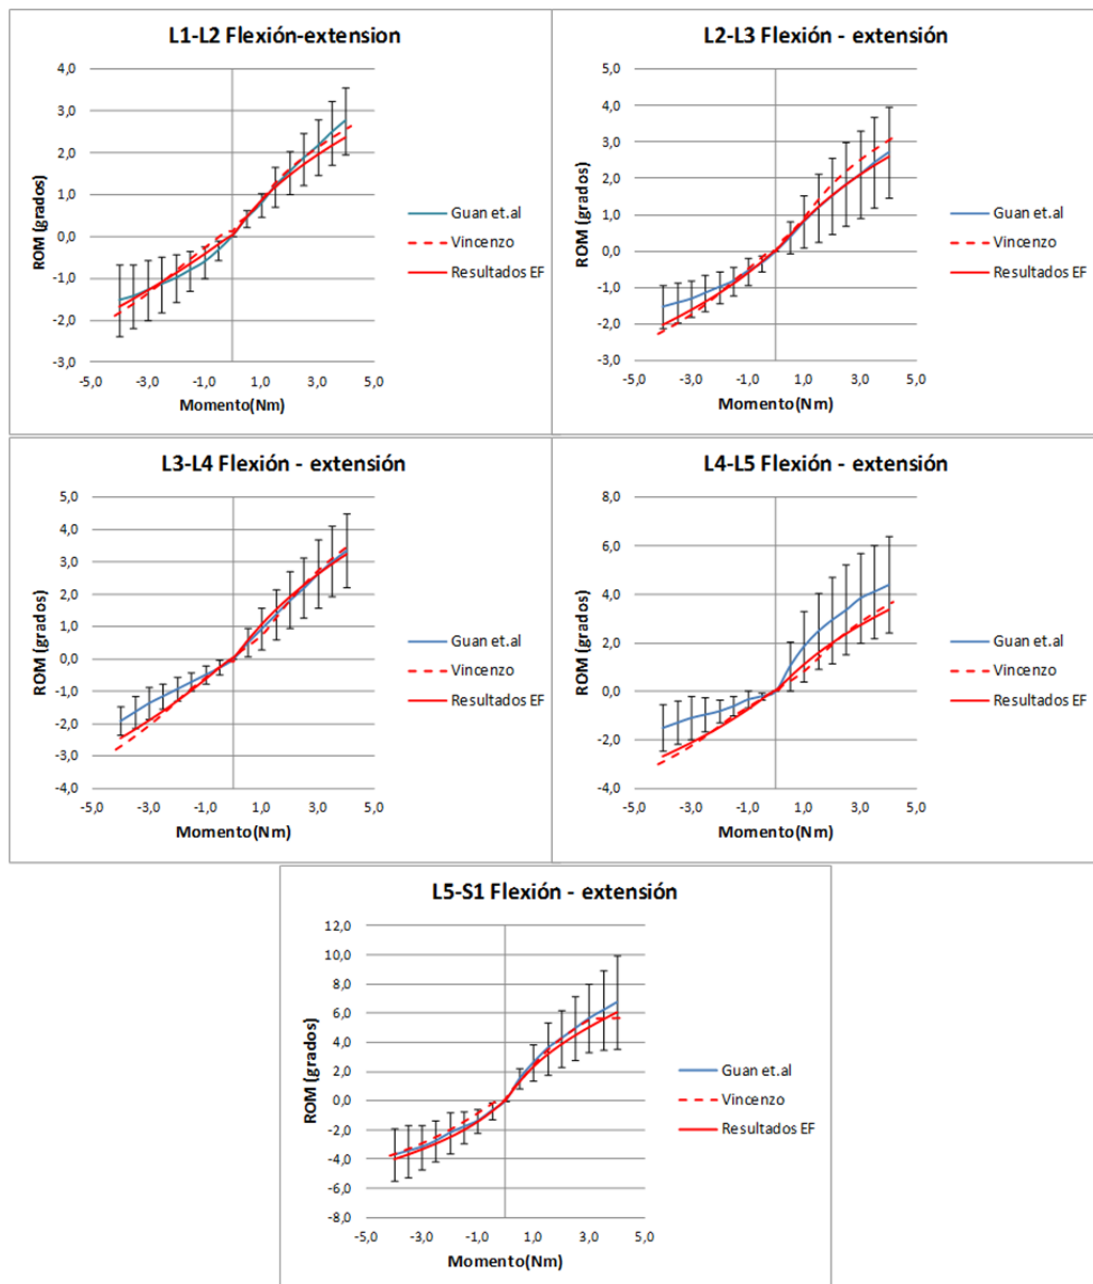 L1-L2 Flexión-extension
4,0
3,0
2,0
1,0
0,0
-1,0
-2,0
-3,0
ROM (grados)
-5,0 -3,0 -1,0 1,0 3,0 5,0
Momento(Nm)
Guan et.al
Vincenzo
Resultados EF
L2-L3 Flexión - extensión
5,0
4,0
3,0
2,0
1,0
0,0
-1,0
-2,0
-3,0
ROM (grados)
-5,0 -3,0 -1,0 1,0 3,0 5,0
Momento(Nm)
Guan et.al
Vincenzo
Resultados EF
L3-L4 Flexión - extensión
5,0
4,0
3,0
2,0
1,0
0,0
-1,0
-2,0
-3,0
-4,0
ROM (grados)
-5,0 -3,0 -1,0 1,0 3,0 5,0
Momento(Nm)
Guan et.al
Vincenzo
Resultados EF
L4-L5 Flexión - extensión
8,0
6,0
4,0
2,0
0,0
-2,0
-4,0
ROM (grados)
-5,0 -3,0 -1,0 1,0 3,0 5,0
Momento(Nm)
Guan et.al
Vincenzo
Resultados EF
L5-S1 Flexión - extensión
12,0
10,0
8,0
6,0
4,0
2,0
0,0
-2,0
-4,0
-6,0
-8,0
ROM (grados)
-5,0 -3,0 -1,0 1,0 3,0 5,0
Momento(Nm)
Guan et.al
Vincenzo
Resultados EF